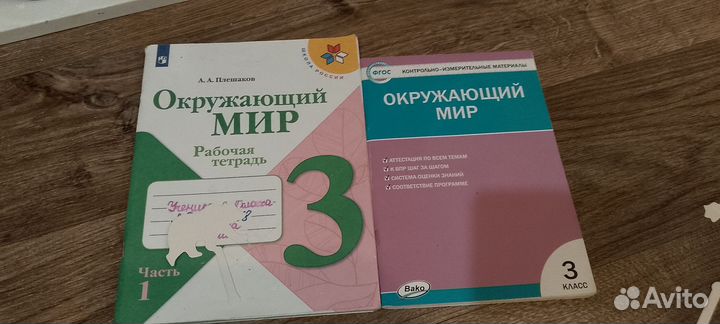 ШКОЛА РОССИИ
А. А. Плешаков
Окружающий
МИР
Рабочая
тетрадь
3
Учени
Часть
1
ФГОС
КОНТРОЛЬНО-ИЗМЕРИТЕЛЬНЫЕ МАТЕРИАЛЫ
ОКРУЖАЮЩИЙ
МИР
АТТЕСТАЦИЯ ПО ВСЕМ ТЕМАМ
К ВПР ШАГ ЗА ШАГОМ
СИСТЕМА ОЦЕНКИ ЗНАНИЙ
СООТВЕТСТВИЕ ПРОГРАММЕ
Вако
3
КЛАСС
Avito